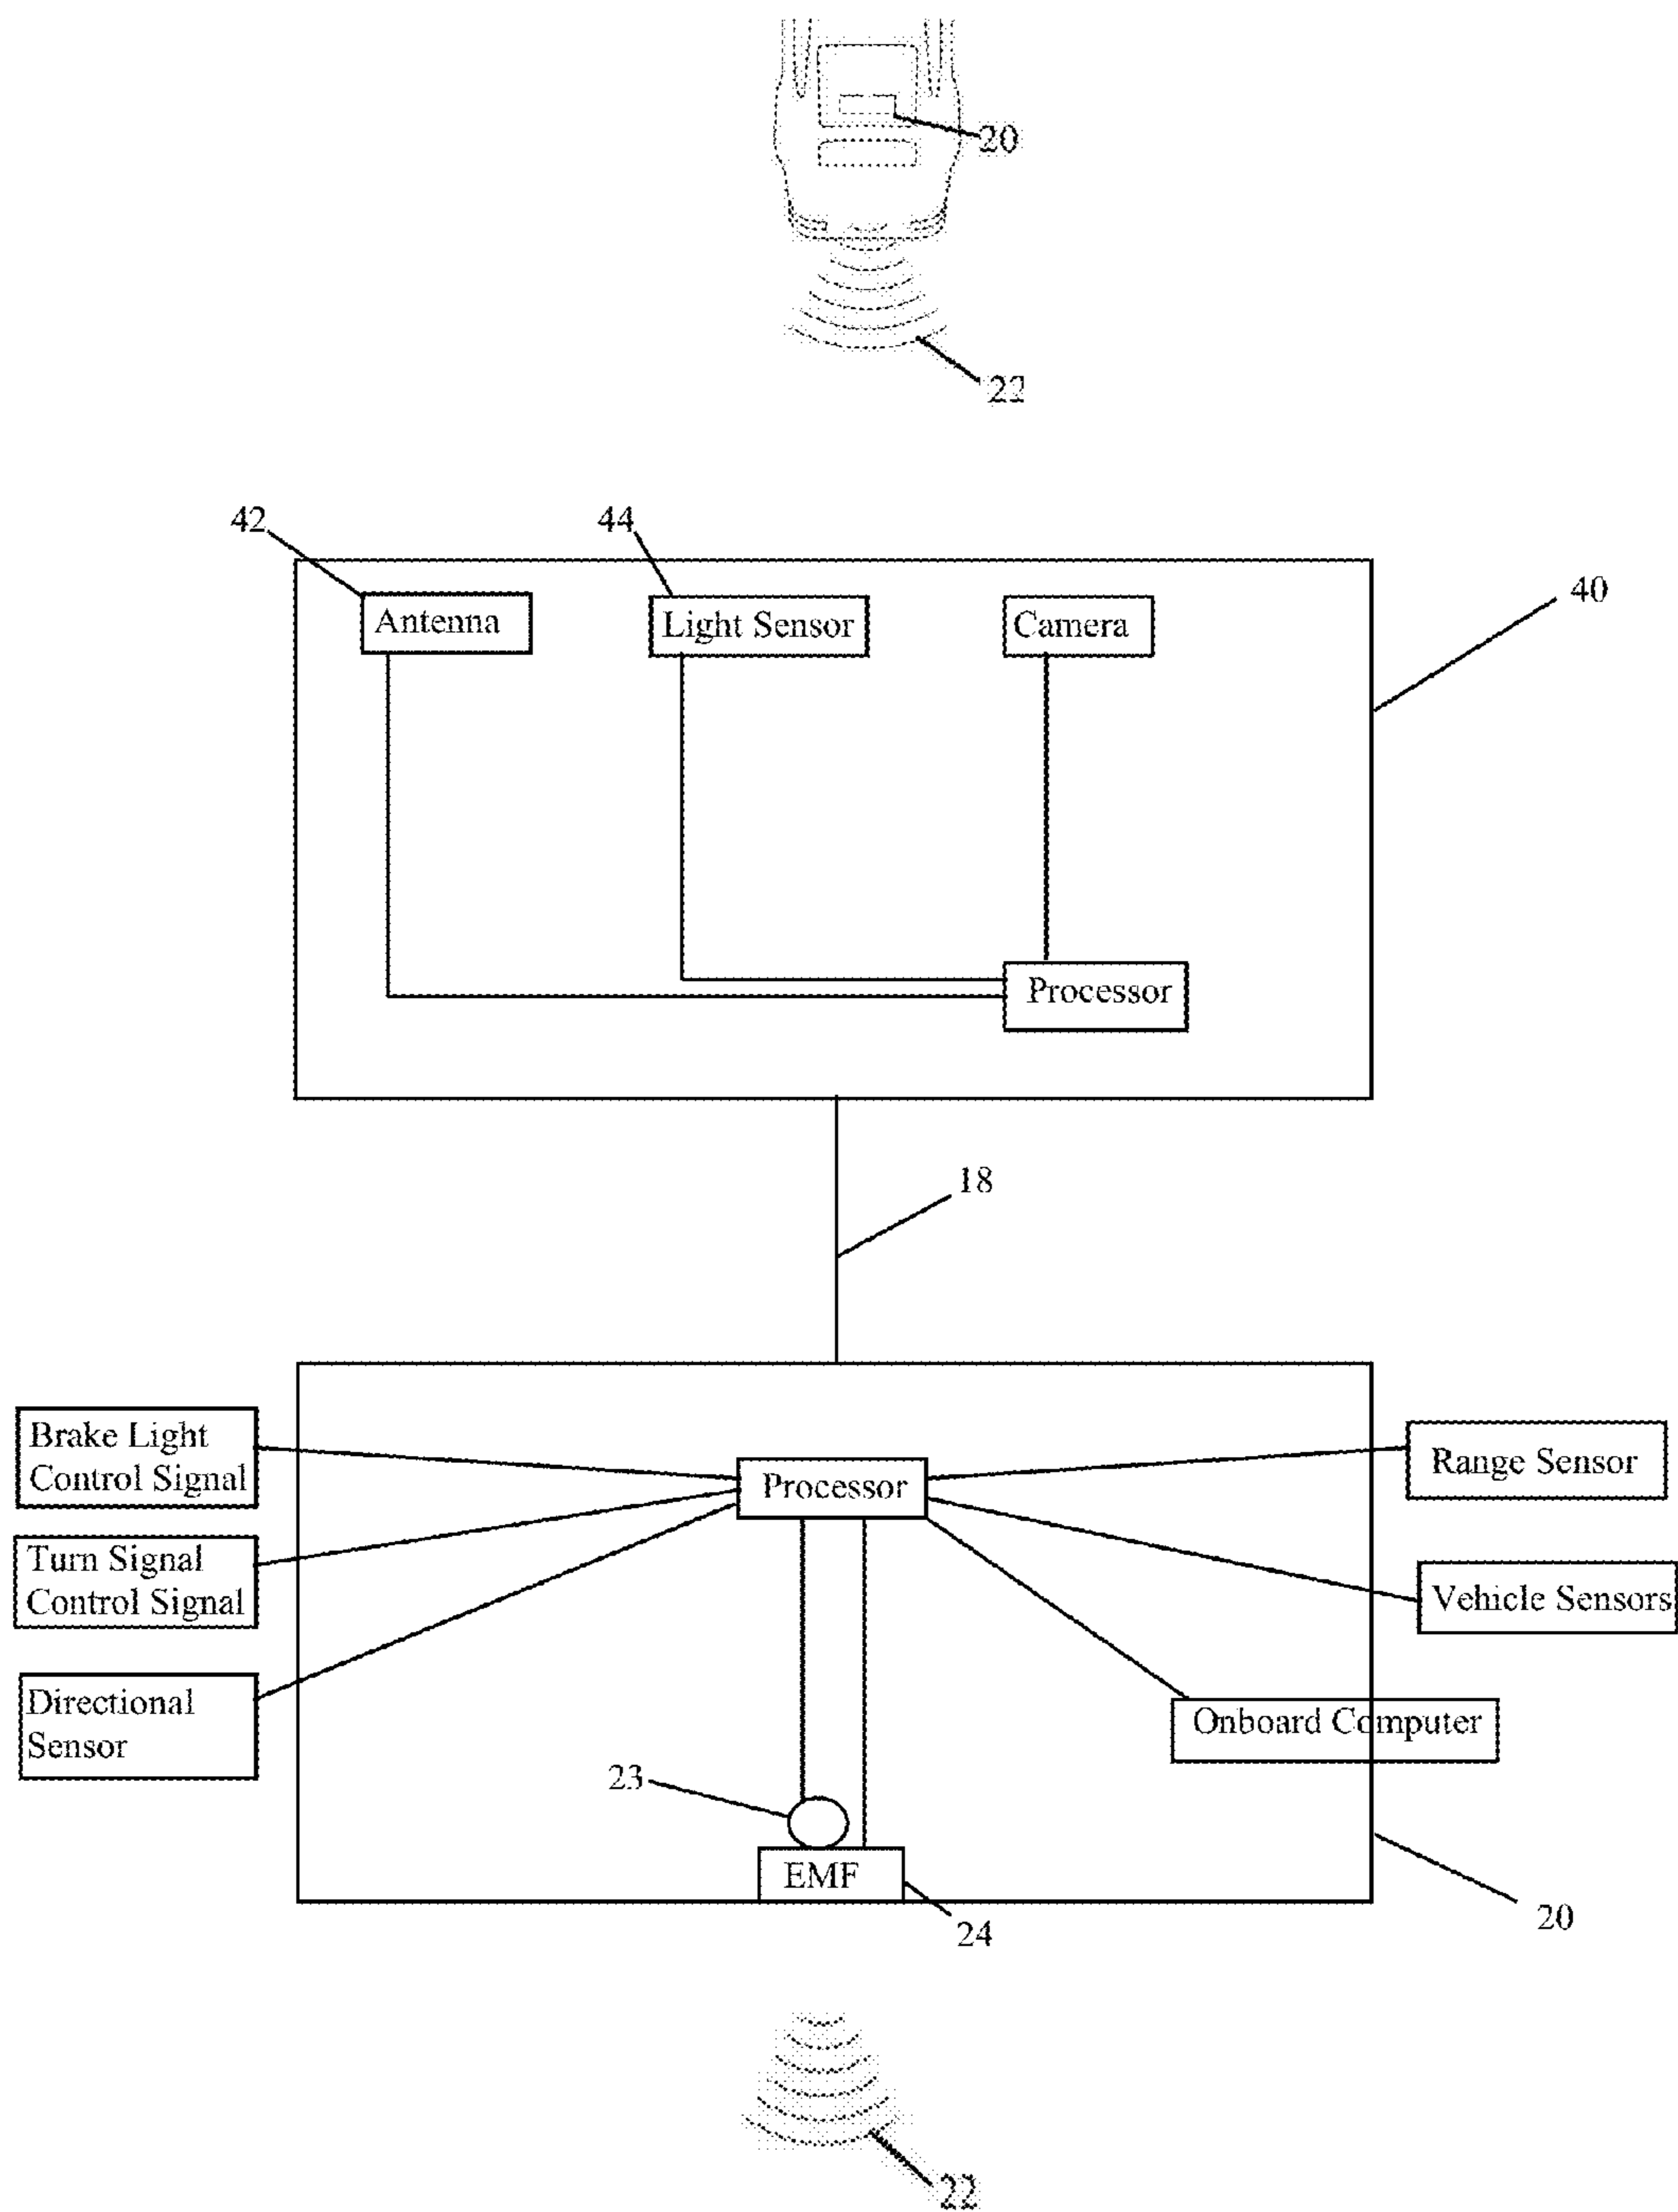 20
22
42
44
40
Antenna
Light Sensor
Camera
Processor
18
Brake Light
Control Signal
Processor
Range Sensor
Turn Signal
Control Signal
Vehicle Sensors
Directional
Sensor
Onboard Computer
23
EMF
24
20
22